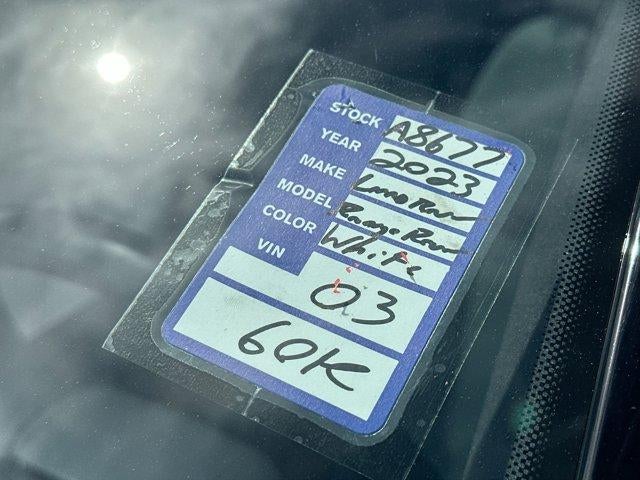 STOCK A8677
YEAR 2023
MAKE Land Rover
MODEL Range Rover
COLOR White
VIN 03
60K